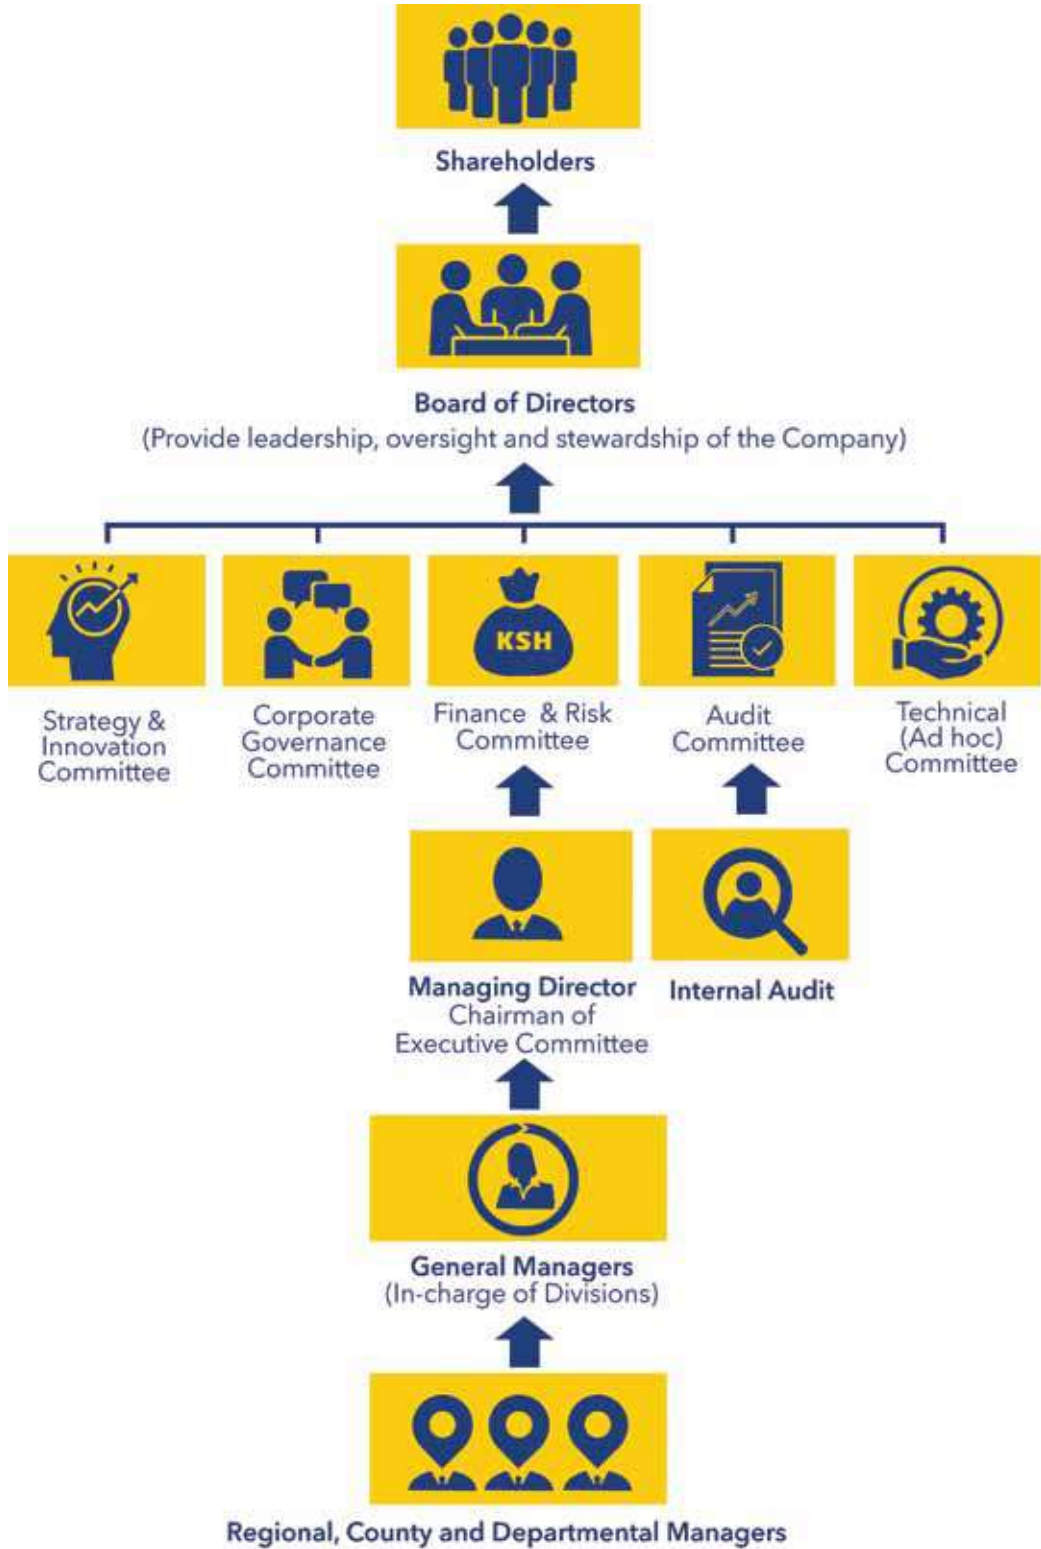 Shareholders
Board of Directors
(Provide leadership, oversight and stewardship of the Company)
KSH
Strategy &
Innovation
Committee
Corporate
Governance
Committee
Finance & Risk
Committee
Audit
Committee
Technical
(Ad hoc)
Committee
Managing Director
Chairman of
Executive Committee
Internal Audit
General Managers
(In-charge of Divisions)
Regional, County and Departmental Managers